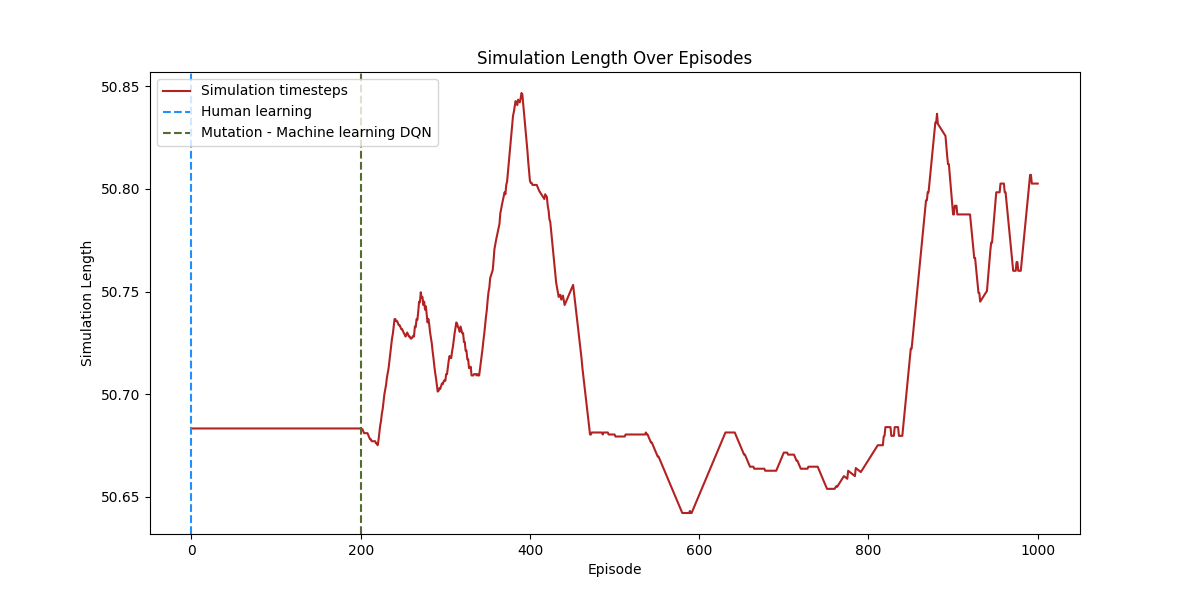 Simulation Length Over Episodes
Simulation timesteps
Human learning
Mutation - Machine learning DQN
Simulation Length
50.85
50.80
50.75
50.70
50.65
0 200 400 600 800 1000
Episode